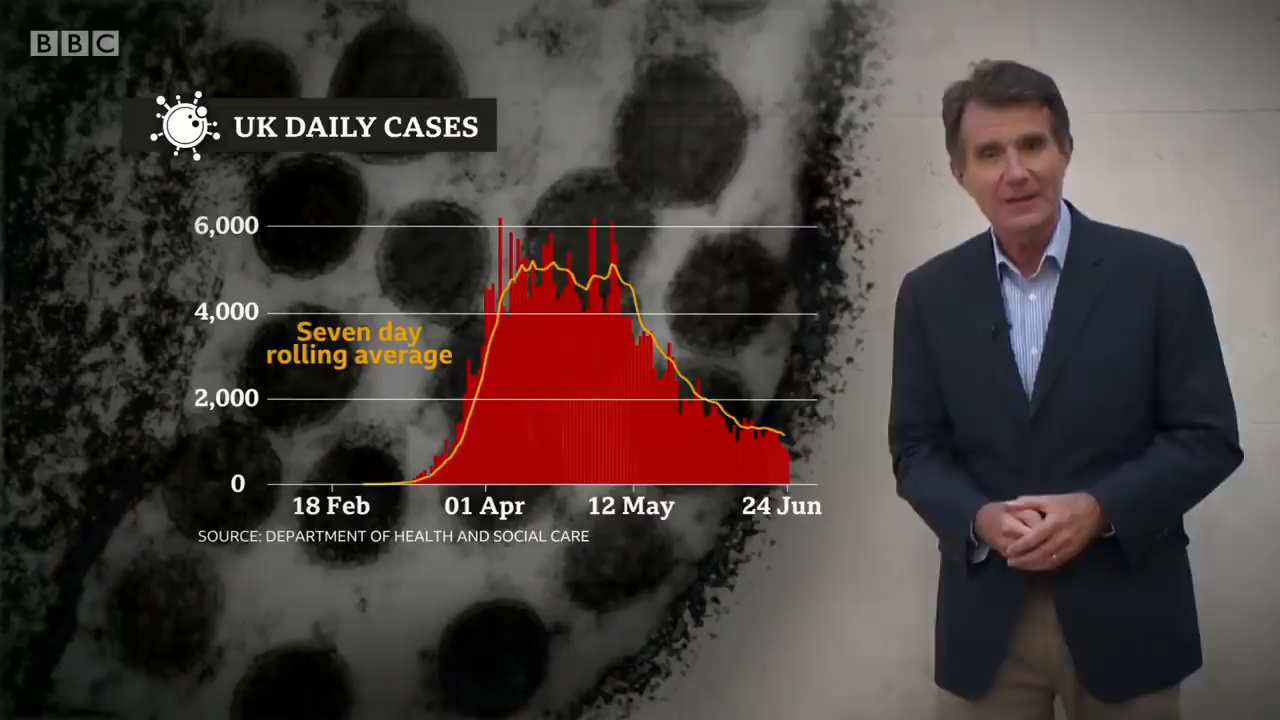 BBC
UK DAILY CASES
6,000
4,000
Seven day
rolling average
2,000
0
18 Feb
01 Apr
12 May
24 Jun
SOURCE: DEPARTMENT OF HEALTH AND SOCIAL CARE